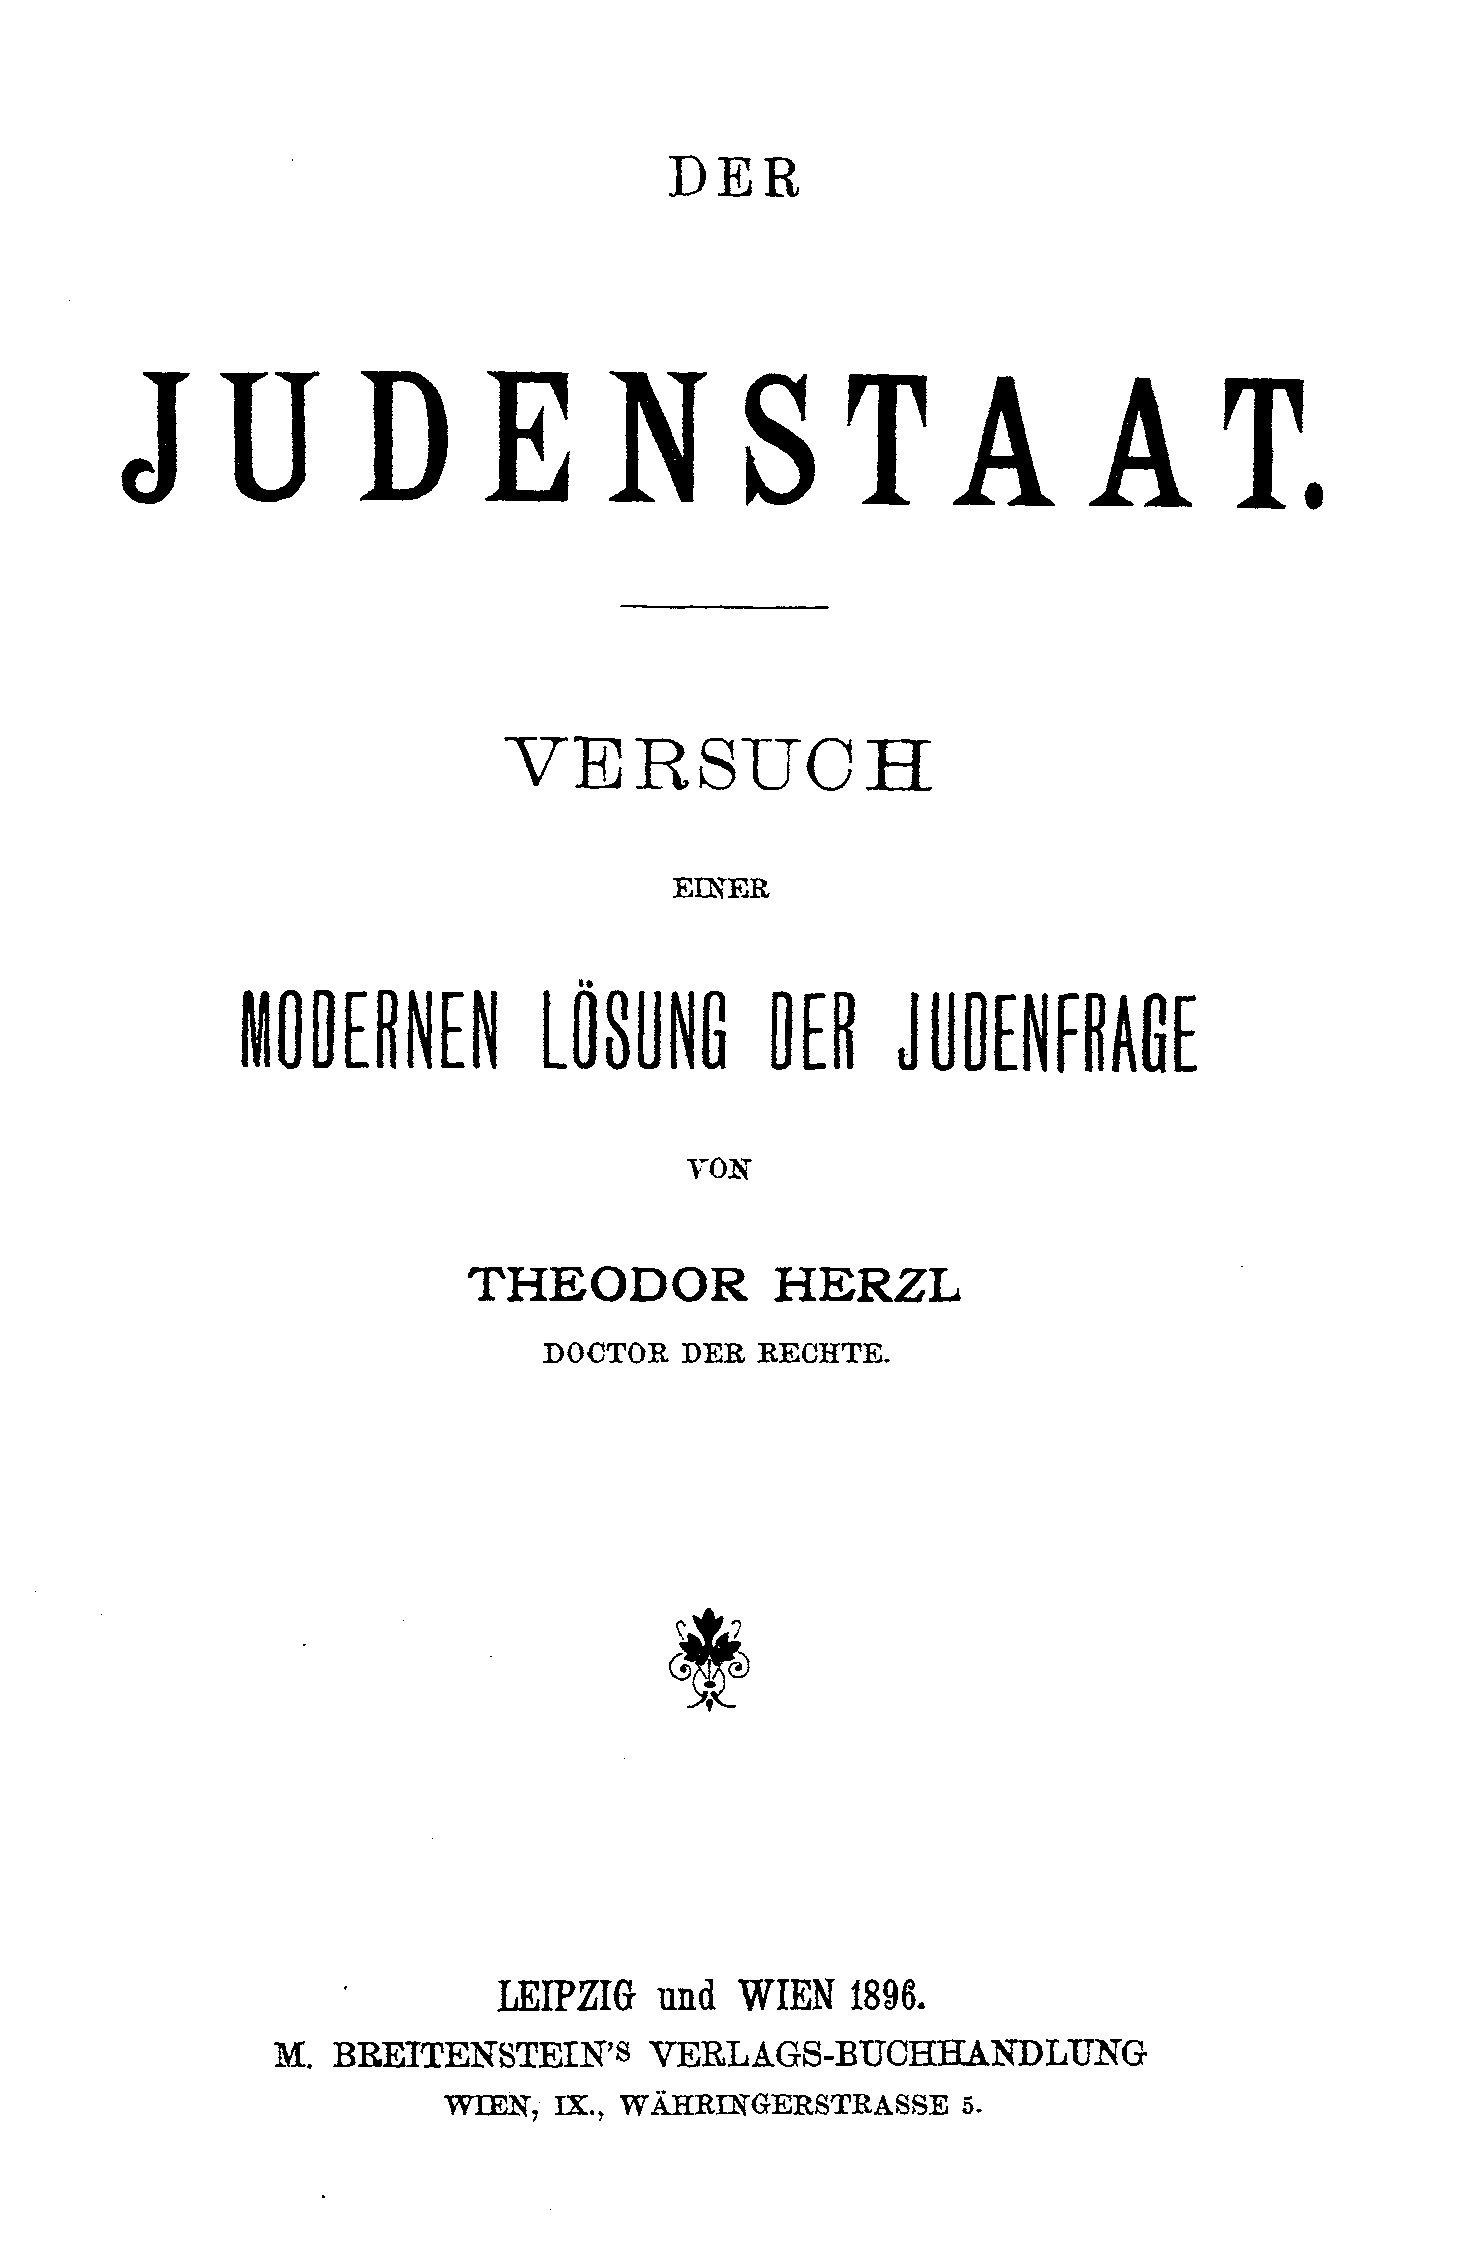 DER
JUDENSTAAT.
VERSUCH
EINER
MODERNEN LÖSUNG DER JUDENFRAGE
VON
THEODOR HERZL
DOCTOR DER RECHTE.
LEIPZIG und WIEN 1896.
M. BREITENSTEIN'S VERLAGS-BUCHHANDLUNG
WIEN, IX., WÄHRINGERSTRASSE 5.